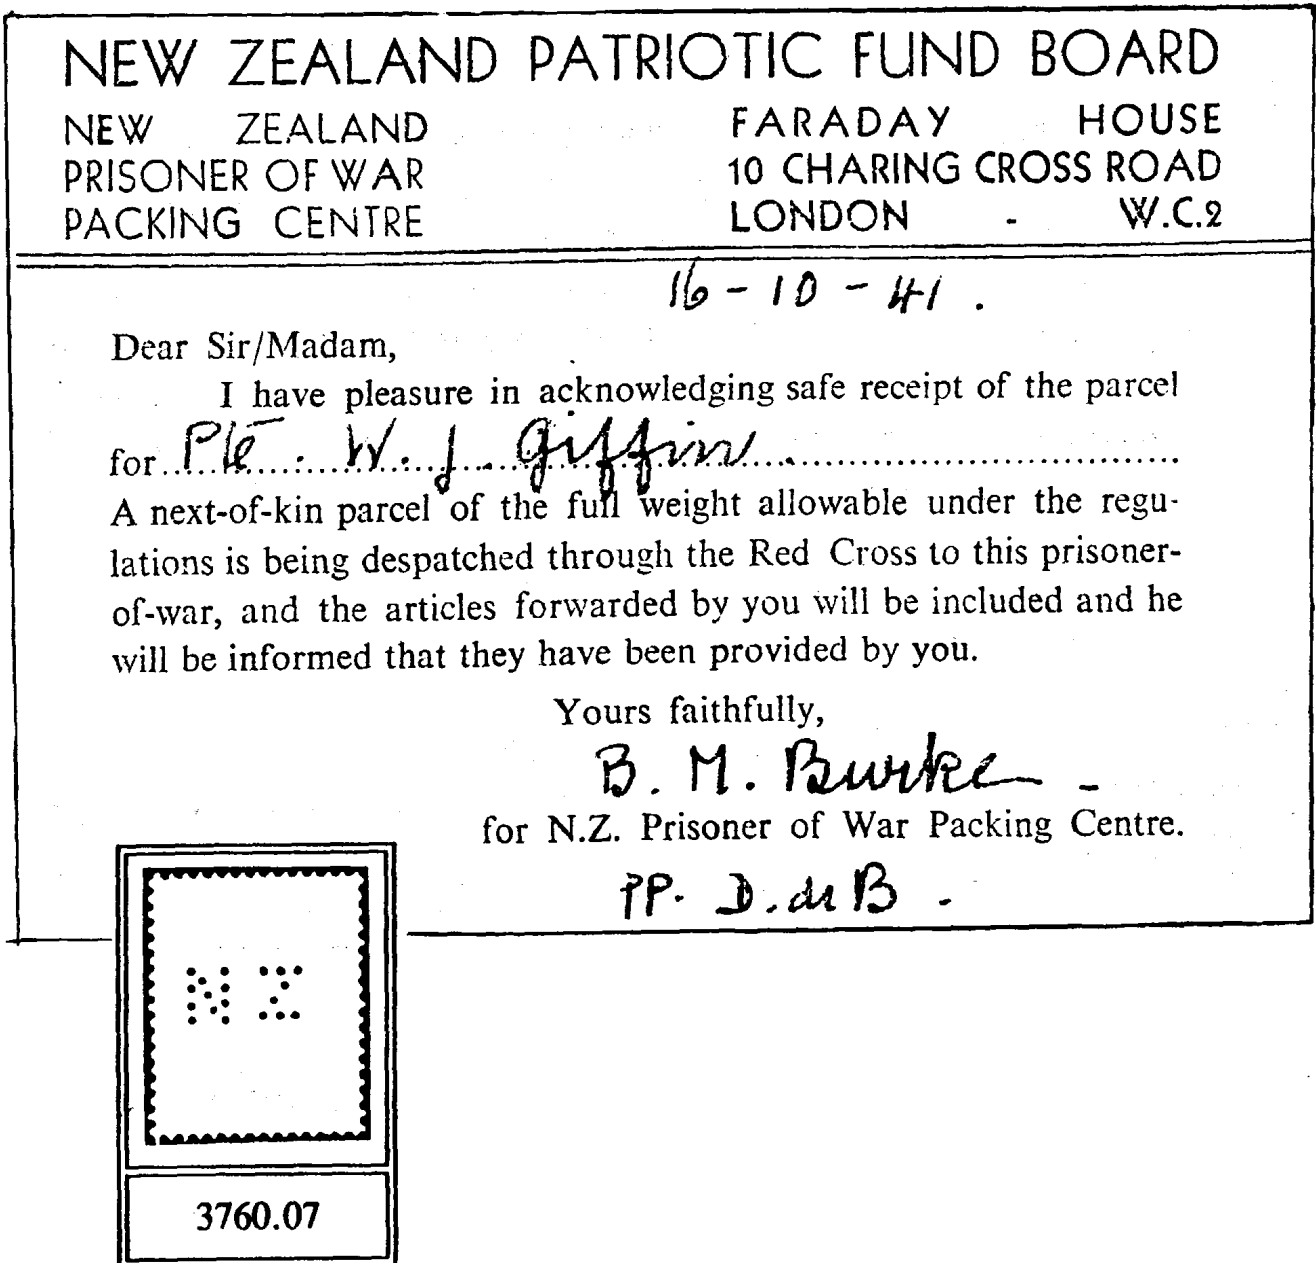 NEW ZEALAND PATRIOTIC FUND BOARD
NEW ZEALAND
PRISONER OF WAR
PACKING CENTRE
FARADAY HOUSE
10 CHARING CROSS ROAD
LONDON - W.C.2
16-10-41.
Dear Sir/Madam,
I have pleasure in acknowledging safe receipt of the parcel
for Pte. W. J. Giffin
A next-of-kin parcel of the full weight allowable under the regu-
lations is being despatched through the Red Cross to this prisoner-
of-war, and the articles forwarded by you will be included and he
will be informed that they have been provided by you.
Yours faithfully,
B. M. Burke
for N.Z. Prisoner of War Packing Centre.
PP. D. de B.
NZ
3760.07